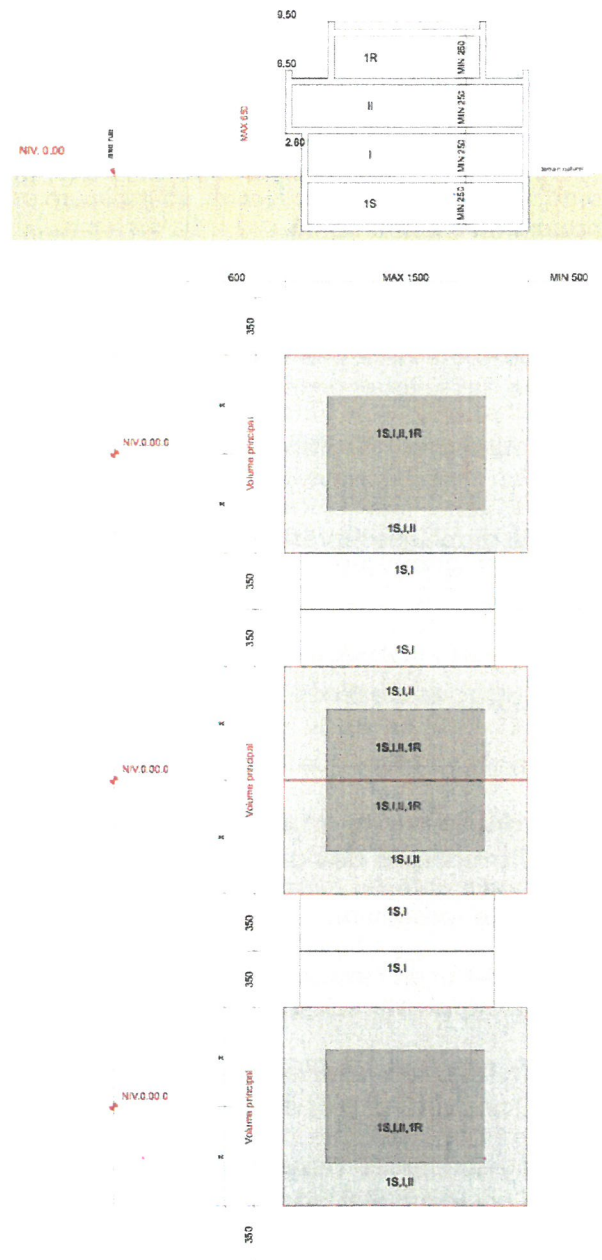 9.50
1R
MIN 250
6.50
II
MIN 250
MAX 650
2.80
NIV. 0.00
I
MIN 250
terrain naturel
1S
MIN 250
600 MAX 1500 MIN 500
350
1S,I,II,1R
NIV.0.00.0
Volume principal
x
x
1S,I,II
350
1S,I
350
1S,I
1S,I,II
1S,I,II,1R
NIV.0.00.0
Volume principal
x
x
1S,I,II,1R
1S,I,II
350
1S,I
350
1S,I
NIV.0.00.0
Volume principal
x
x
1S,I,II,1R
1S,I,II
350